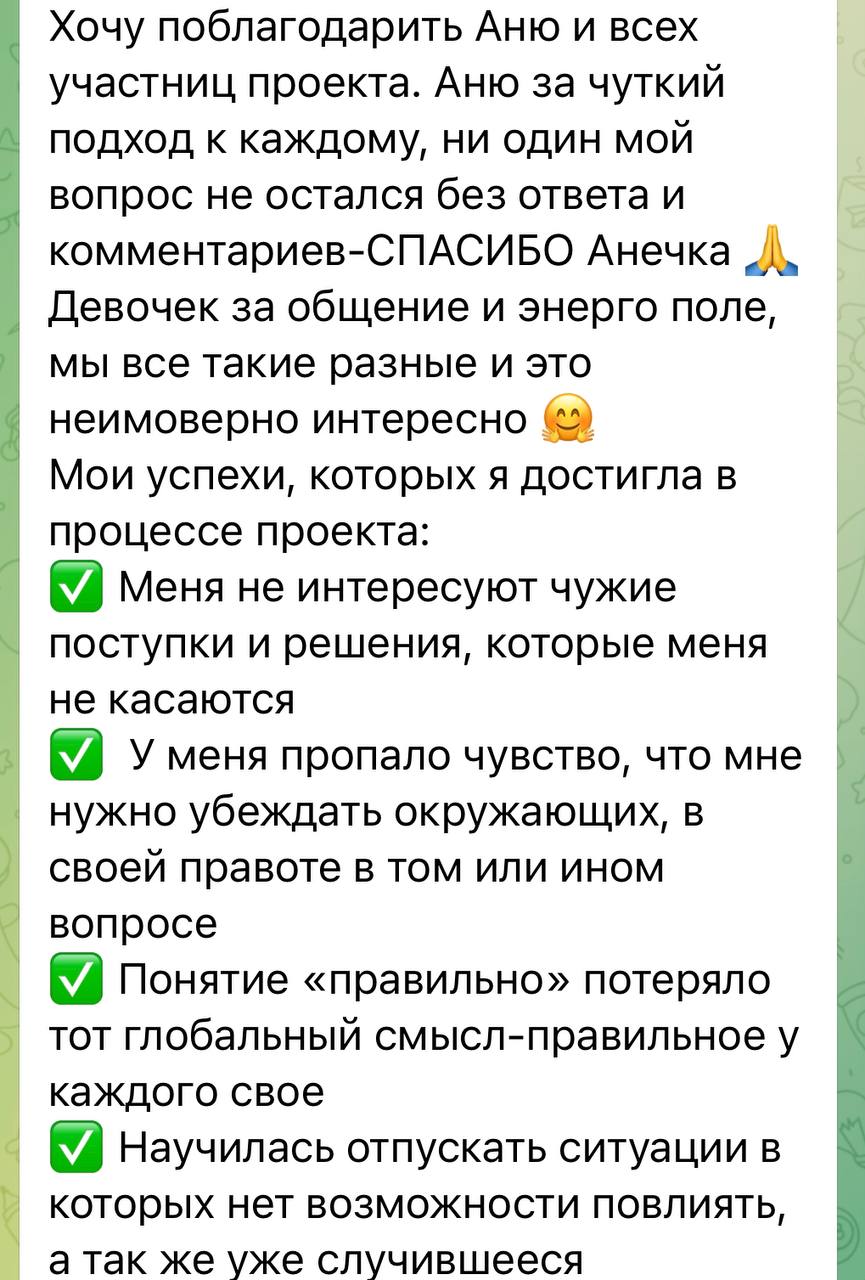 Хочу поблагодарить Аню и всех
участниц проекта. Аню за чуткий
подход к каждому, ни один мой
вопрос не остался без ответа и
комментариев-СПАСИБО Анечка 🙏
Девочек за общение и энерго поле,
мы все такие разные и это
неимоверно интересно 🤗
Мои успехи, которых я достигла в
процессе проекта:
✅ Меня не интересуют чужие
поступки и решения, которые меня
не касаются
✅ У меня пропало чувство, что мне
нужно убеждать окружающих, в
своей правоте в том или ином
вопросе
✅ Понятие «правильно» потеряло
тот глобальный смысл-правильное у
каждого свое
✅ Научилась отпускать ситуации в
которых нет возможности повлиять,
а так же уже случившееся